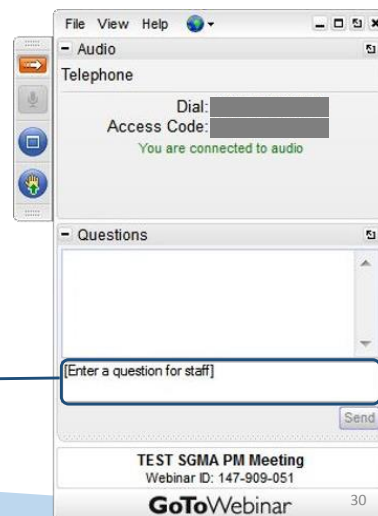 File View Help
Audio
Telephone
Dial:
Access Code:
You are connected to audio
Questions
[Enter a question for staff]
Send
TEST SGMA PM Meeting
Webinar ID: 147-909-051
GoToWebinar
30